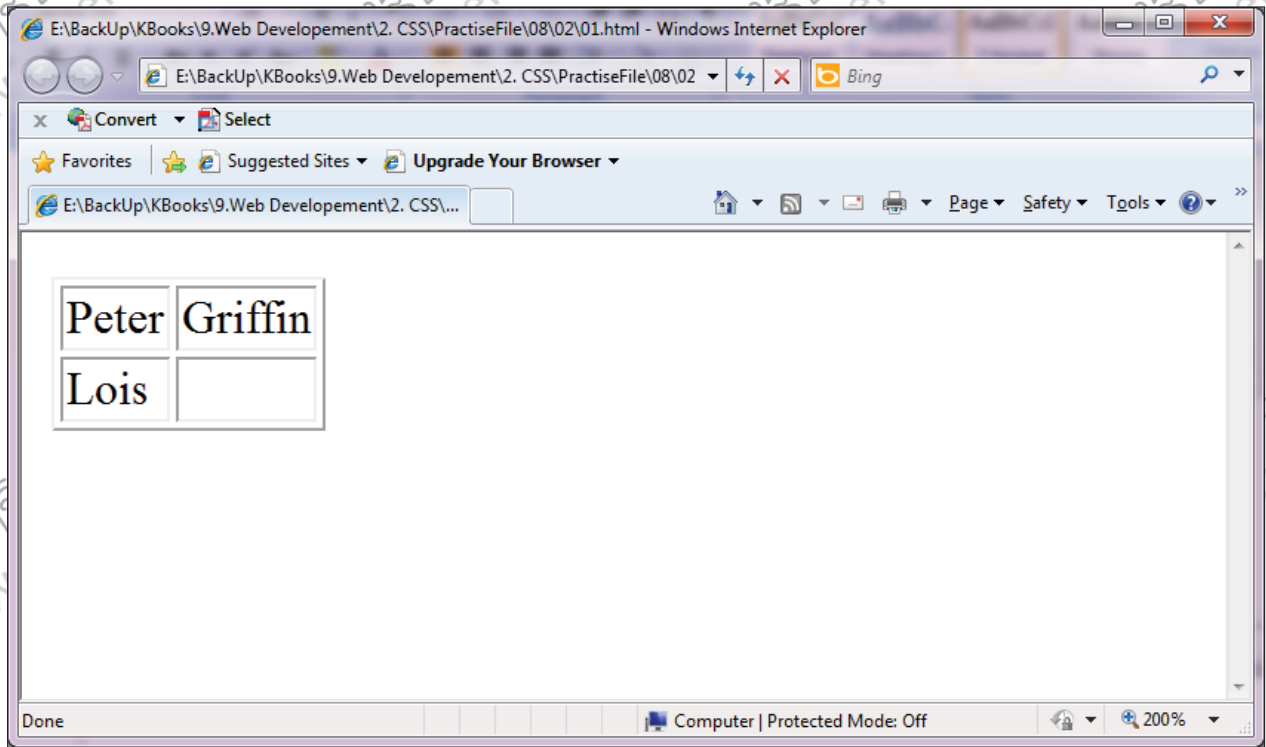 E:\BackUp\KBooks\9.Web Developement\2. CSS\PractiseFile\08\02\01.html - Windows Internet Explorer
E:\BackUp\KBooks\9.Web Developement\2. CSS\PractiseFile\08\02 Bing
x Convert Select
Favorites Suggested Sites Upgrade Your Browser
E:\BackUp\KBooks\9.Web Developement\2. CSS\... Page Safety Tools »
Peter Griffin
Lois
Done Computer | Protected Mode: Off 200%